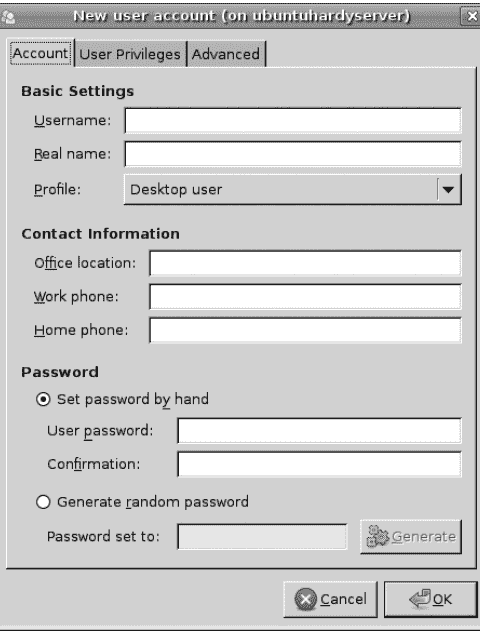 New user account (on ubuntuhardyserver)
Account User Privileges Advanced
Basic Settings
Username:
Real name:
Profile: Desktop user
Contact Information
Office location:
Work phone:
Home phone:
Password
Set password by hand
User password:
Confirmation:
Generate random password
Password set to: Generate
Cancel OK